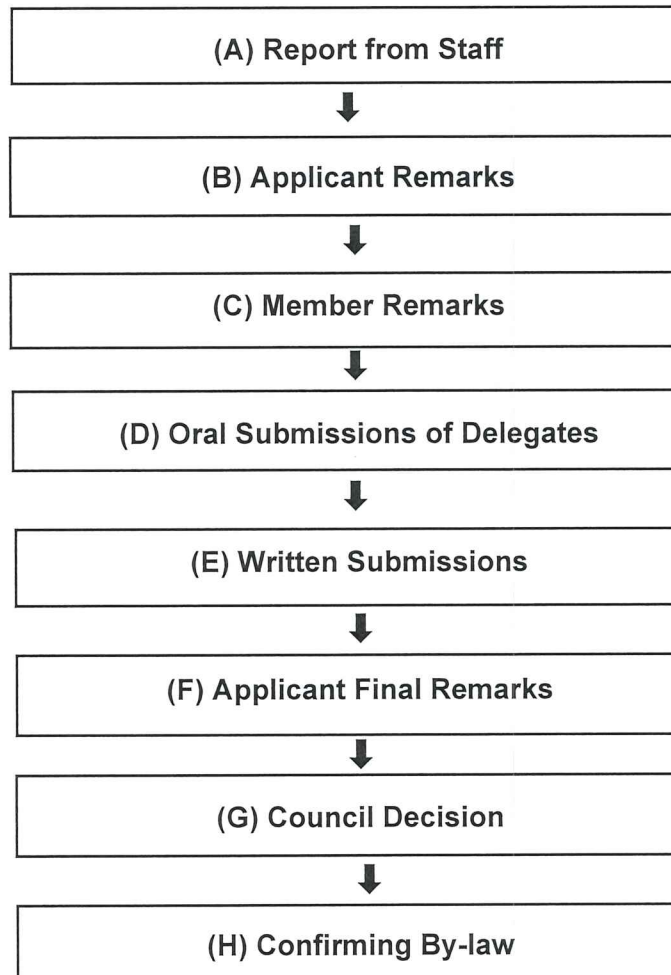 (A) Report from Staff
(B) Applicant Remarks
(C) Member Remarks
(D) Oral Submissions of Delegates
(E) Written Submissions
(F) Applicant Final Remarks
(G) Council Decision
(H) Confirming By-law